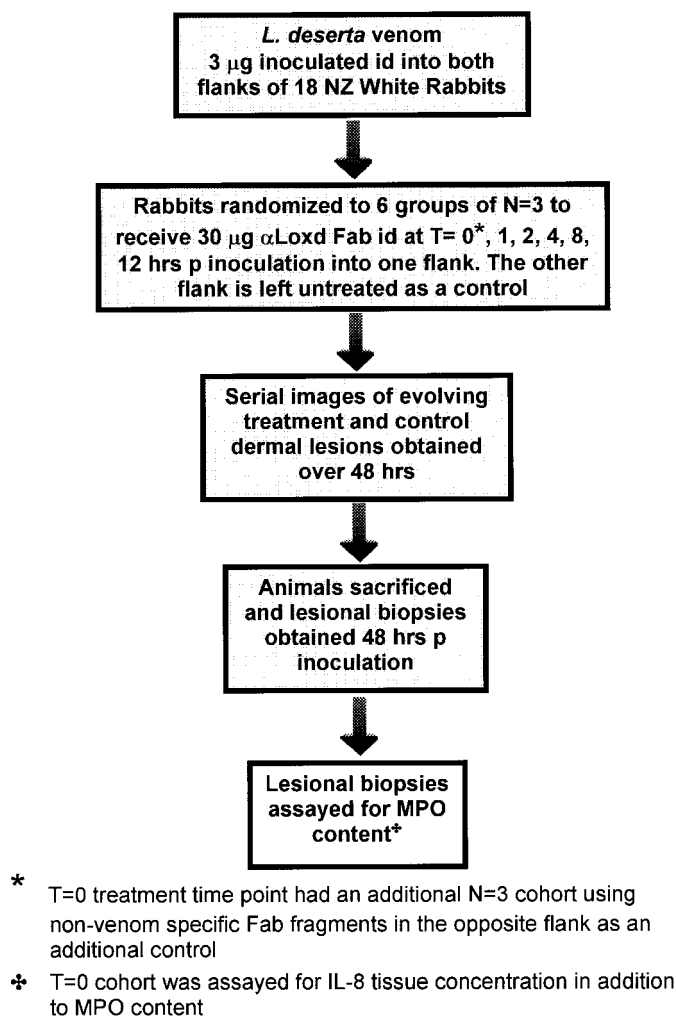 L. deserta venom
3 μg inoculated id into both
flanks of 18 NZ White Rabbits
Rabbits randomized to 6 groups of N=3 to
receive 30 μg αLoxd Fab id at T= 0*, 1, 2, 4, 8,
12 hrs p inoculation into one flank. The other
flank is left untreated as a control
Serial images of evolving
treatment and control
dermal lesions obtained
over 48 hrs
Animals sacrificed
and lesional biopsies
obtained 48 hrs p
inoculation
Lesional biopsies
assayed for MPO
content✤
* T=0 treatment time point had an additional N=3 cohort using
non-venom specific Fab fragments in the opposite flank as an
additional control
✤ T=0 cohort was assayed for IL-8 tissue concentration in addition
to MPO content